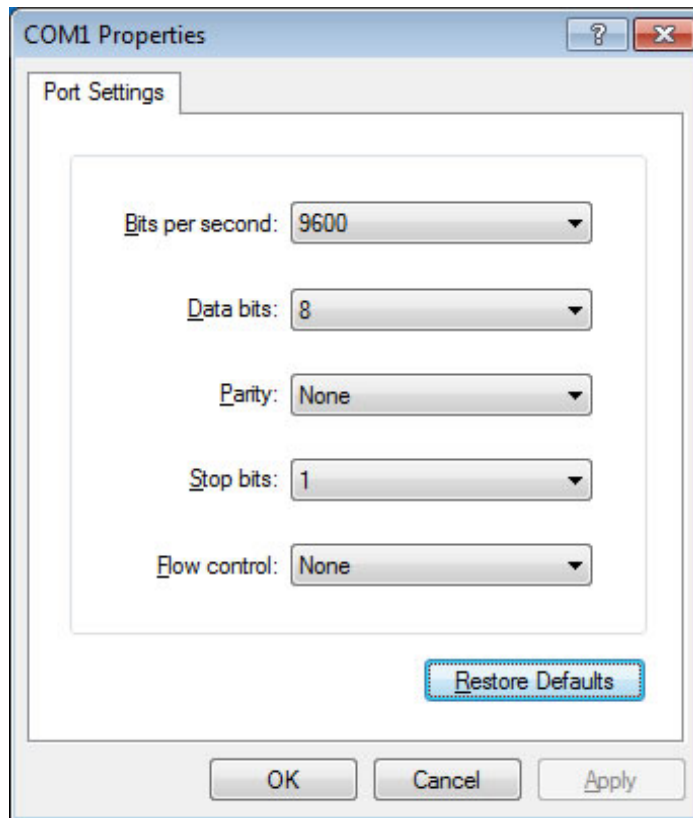 COM1 Properties
?
Port Settings
Bits per second: 9600
Data bits: 8
Parity: None
Stop bits: 1
Flow control: None
Restore Defaults
OK Cancel Apply